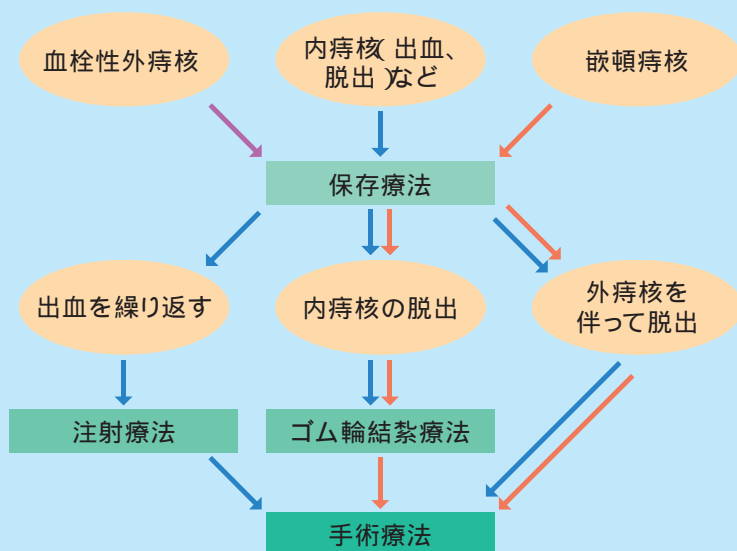 血栓性外痔核
内痔核( 出血、
脱出 )など
嵌頓痔核
保存療法
出血を繰り返す
内痔核の脱出
外痔核を
伴って脱出
注射療法
ゴム輪結紮療法
手術療法